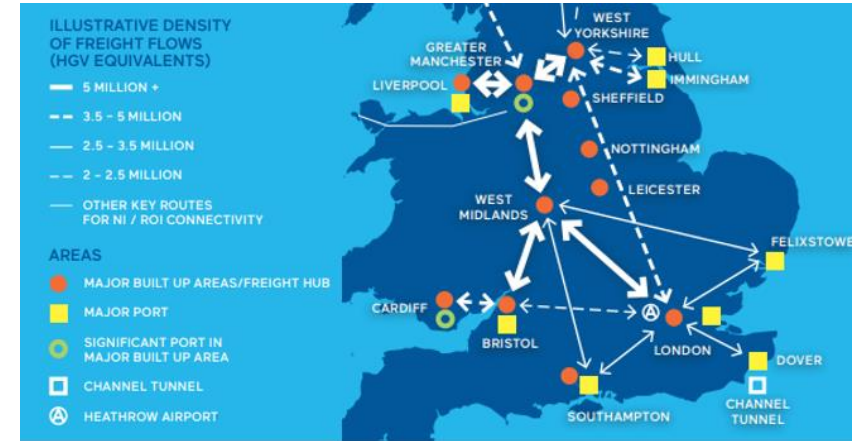 ILLUSTRATIVE DENSITY
OF FREIGHT FLOWS
(HGV EQUIVALENTS)
5 MILLION +
3.5 – 5 MILLION
2.5 – 3.5 MILLION
2 – 2.5 MILLION
OTHER KEY ROUTES
FOR NI / ROI CONNECTIVITY
AREAS
MAJOR BUILT UP AREAS/FREIGHT HUB
MAJOR PORT
SIGNIFICANT PORT IN
MAJOR BUILT UP AREA
CHANNEL TUNNEL
A HEATHROW AIRPORT
WEST
YORKSHIRE
GREATER
MANCHESTER
HULL
LIVERPOOL
IMMINGHAM
SHEFFIELD
NOTTINGHAM
LEICESTER
WEST
MIDLANDS
FELIXSTOWE
CARDIFF
A
BRISTOL
LONDON
DOVER
SOUTHAMPTON
CHANNEL
TUNNEL